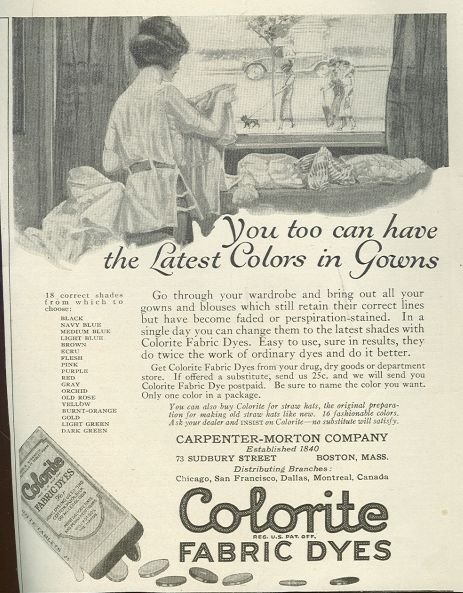 You too can have
the Latest Colors in Gowns
18 correct shades
from which to
choose:
BLACK
NAVY BLUE
MEDIUM BLUE
LIGHT BLUE
BROWN
ECRU
FLESH
PINK
PURPLE
RED
GRAY
ORCHID
OLD ROSE
YELLOW
BURNT-ORANGE
GOLD
LIGHT GREEN
DARK GREEN
Go through your wardrobe and bring out all your
gowns and blouses which still retain their correct lines
but have become faded or perspiration-stained. In a
single day you can change them to the latest shades with
Colorite Fabric Dyes. Easy to use, sure in results, they
do twice the work of ordinary dyes and do it better.
Get Colorite Fabric Dyes from your drug, dry goods or department
store. If offered a substitute, send us 25c. and we will send you
Colorite Fabric Dye postpaid. Be sure to name the color you want.
Only one color in a package.
You can also buy Colorite for straw hats, the original prepara-
tion for making old straw hats like new. 16 fashionable colors.
Ask your dealer and INSIST on Colorite—no substitute will satisfy.
CARPENTER-MORTON COMPANY
Established 1840
73 SUDBURY STREET BOSTON, MASS.
Distributing Branches:
Chicago, San Francisco, Dallas, Montreal, Canada
Colorite
FABRIC DYES
Colorite
REG. U.S. PAT. OFF.
FABRIC DYES